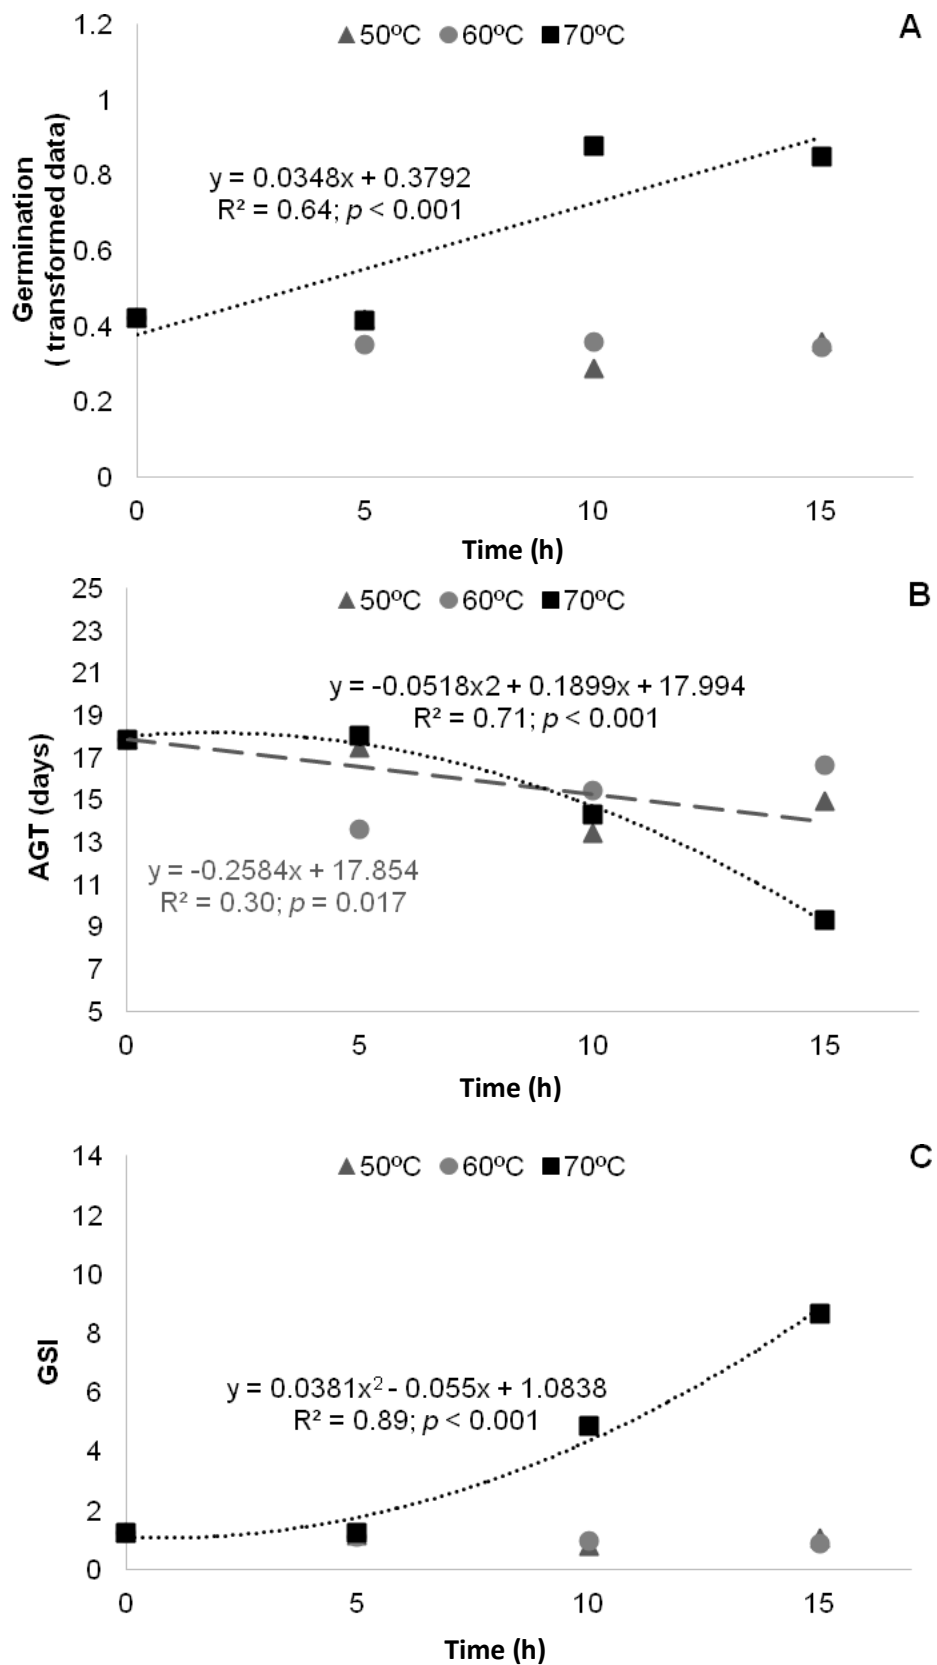 A
▲50ºC ●60ºC ■70ºC
1.2
1
0.8
0.6
0.4
0.2
0
Germination
( transformed data)
y = 0.0348x + 0.3792
R² = 0.64; p < 0.001
0 5 10 15
Time (h)
B
▲50ºC ●60ºC ■70ºC
25
23
21
19
17
15
13
11
9
7
5
AGT (days)
y = -0.0518x2 + 0.1899x + 17.994
R² = 0.71; p < 0.001
y = -0.2584x + 17.854
R² = 0.30; p = 0.017
0 5 10 15
Time (h)
C
▲50ºC ●60ºC ■70ºC
14
12
10
8
6
4
2
0
GSI
y = 0.0381x² - 0.055x + 1.0838
R² = 0.89; p < 0.001
0 5 10 15
Time (h)